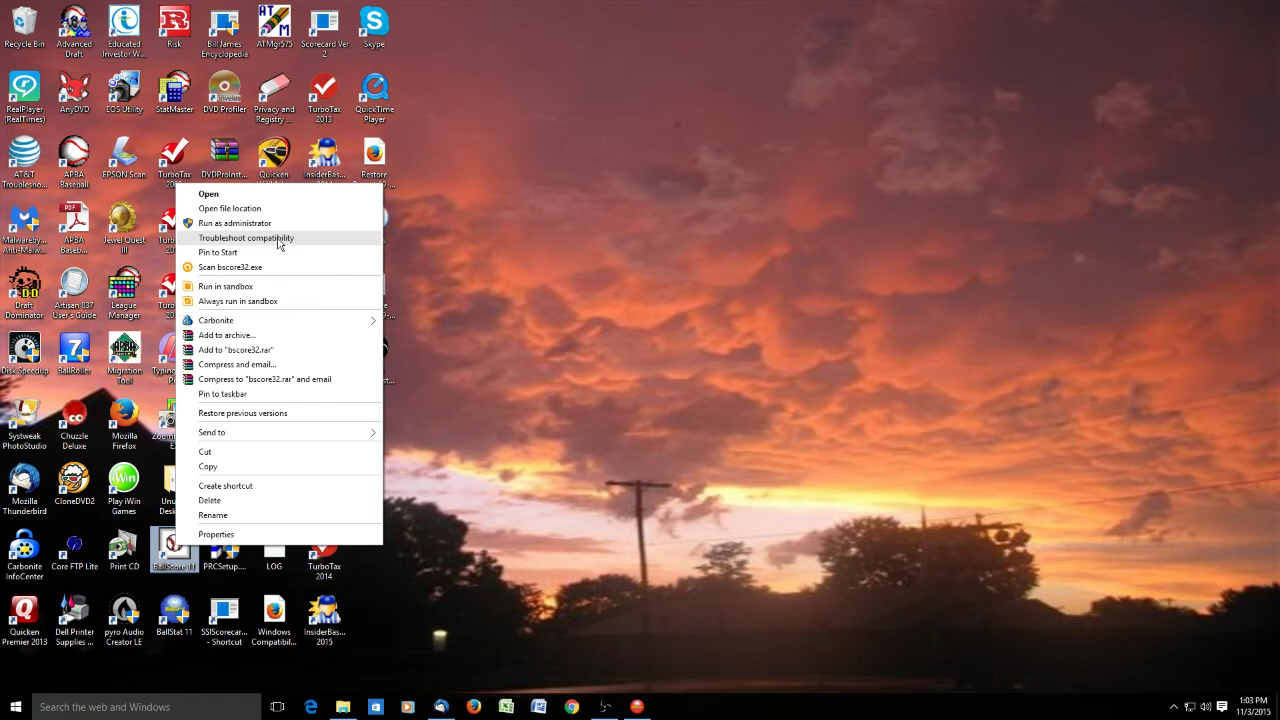 Recycle Bin
Advanced
Draft
Educated
Investor W...
Risk
Bill James
Encyclopedia
ATMgr575
Scorecard Ver
2
Skype
RealPlayer
(RealTimes)
AnyDVD
EOS Utility
StatMaster
DVD Profiler
Privacy and
Registry ...
TurboTax
2013
QuickTime
Player
AT&T
Troublesho...
APBA
Baseball
EPSON Scan
TurboTax
DVDProInst...
Quicken
InsiderBas...
Restore
Malwareby...
Anti-Malw...
APBA
Baseb...
Jewel Quest
III
Draft
Dominator
Artisan 837
User's Guide
League
Manager
Disk Speedup
BallRoller
Migration
Tool
Systweak
PhotoStudio
Chuzzle
Deluxe
Mozilla
Firefox
Mozilla
Thunderbird
CloneDVD2
Play iWin
Games
Carbonite
InfoCenter
Core FTP Lite
Print CD
BallScore 11
PRCSetup....
LOG
TurboTax
2014
Quicken
Premier 2013
Dell Printer
Supplies ...
pyro Audio
Creator LE
BallStat 11
SSIScorecar...
- Shortcut
Windows
Compatibil...
InsiderBas...
2015
Open
Open file location
Run as administrator
Troubleshoot compatibility
Pin to Start
Scan bscore32.exe
Run in sandbox
Always run in sandbox
Carbonite
Add to archive...
Add to "bscore32.rar"
Compress and email...
Compress to "bscore32.rar" and email
Pin to taskbar
Restore previous versions
Send to
Cut
Copy
Create shortcut
Delete
Rename
Properties
Search the web and Windows
1:03 PM
11/3/2015